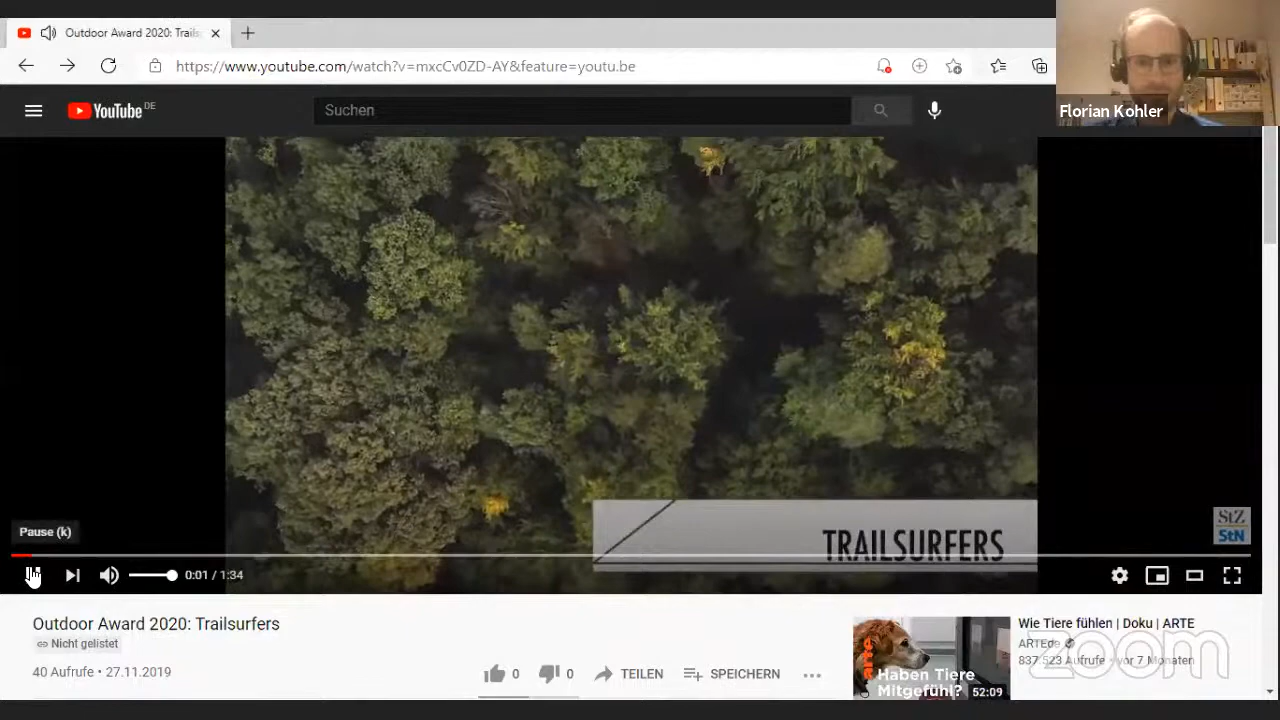 Outdoor Award 2020: Trails
https://www.youtube.com/watch?v=mxcCv0ZD-AY&feature=youtu.be
Florian Kohler
YouTube DE
Suchen
TRAILSURFERS
StZ
StN
Pause (k)
0:01 / 1:34
Outdoor Award 2020: Trailsurfers
Nicht gelistet
40 Aufrufe • 27.11.2019
0
0
TEILEN
SPEICHERN
arte
Haben Tiere
Mitgefühl?
52:09
Wie Tiere fühlen | Doku | ARTE
ARTEde
837.523 Aufrufe • vor 7 Monaten
zoom